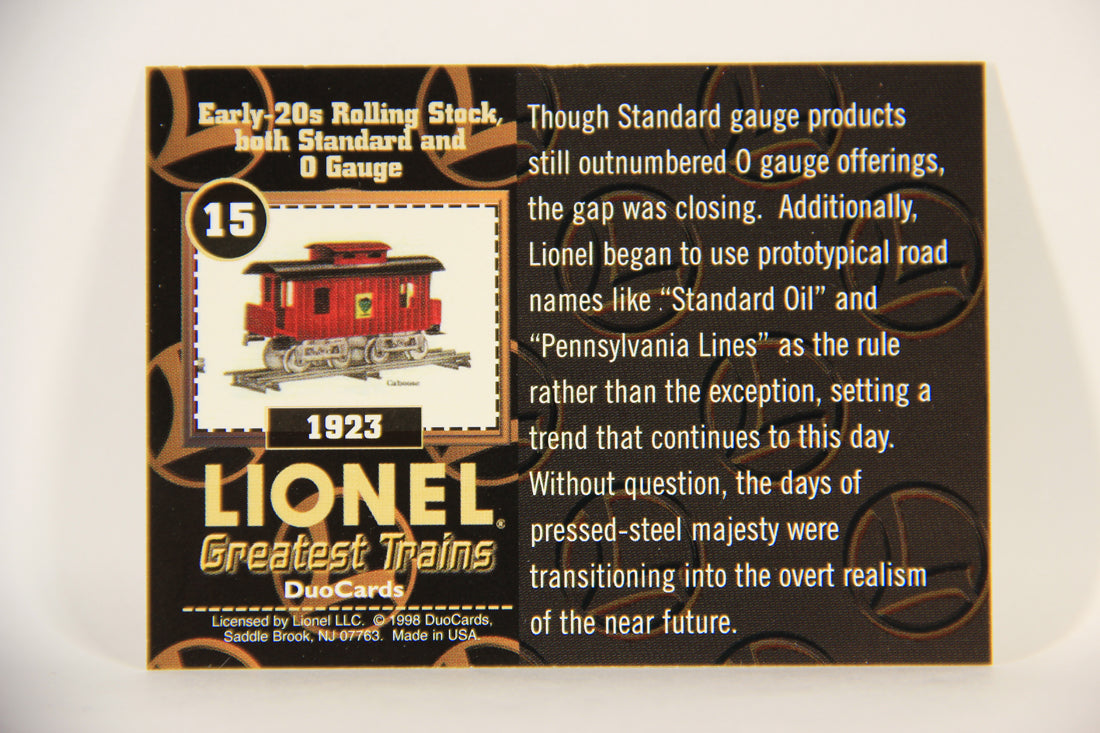 Early-20s Rolling Stock,
both Standard and
O Gauge
15
Caboose
1923
LIONEL®
Greatest Trains
DuoCards
Licensed by Lionel LLC. © 1998 DuoCards,
Saddle Brook, NJ 07763. Made in USA.
Though Standard gauge products
still outnumbered O gauge offerings,
the gap was closing. Additionally,
Lionel began to use prototypical road
names like “Standard Oil” and
“Pennsylvania Lines” as the rule
rather than the exception, setting a
trend that continues to this day.
Without question, the days of
pressed-steel majesty were
transitioning into the overt realism
of the near future.